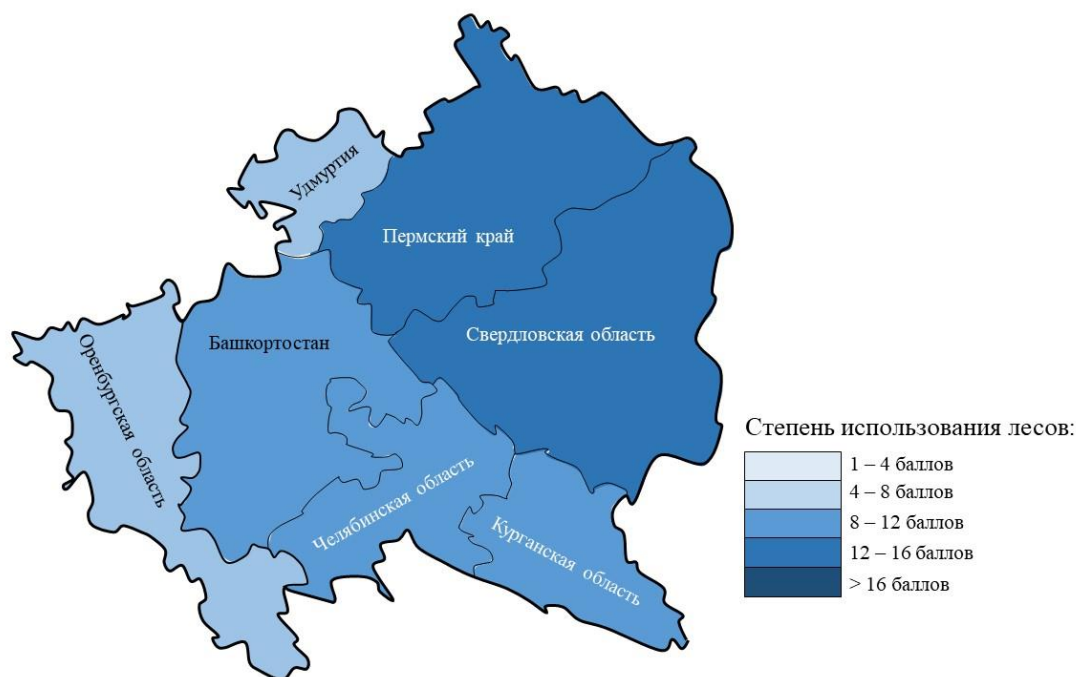 Удмуртия
Пермский край
Свердловская область
Башкортостан
Оренбургская область
Челябинская область
Курганская область
Степень использования лесов:
1 – 4 баллов
4 – 8 баллов
8 – 12 баллов
12 – 16 баллов
> 16 баллов